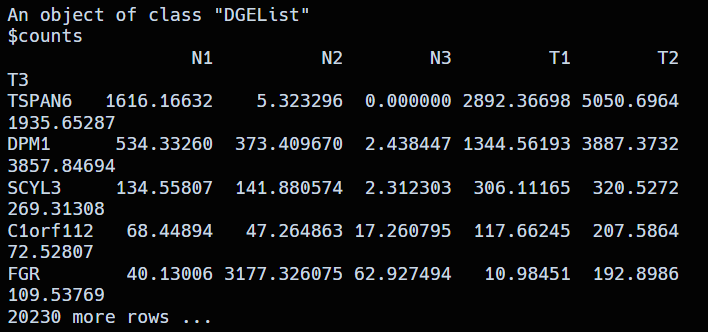 An object of class "DGEList"
$counts
N1 N2 N3 T1 T2
T3
TSPAN6 1616.16632 5.323296 0.000000 2892.36698 5050.6964
1935.65287
DPM1 534.33260 373.409670 2.438447 1344.56193 3887.3732
3857.84694
SCYL3 134.55807 141.880574 2.312303 306.11165 320.5272
269.31308
C1orf112 68.44894 47.264863 17.260795 117.66245 207.5864
72.52807
FGR 40.13006 3177.326075 62.927494 10.98451 192.8986
109.53769
20230 more rows ...